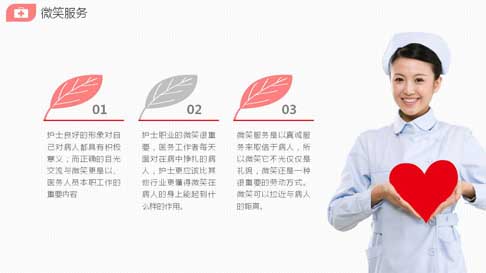 微笑服务
01
护士良好的形象对自
己对病人都具有积极
意义；而正确的目光
交流与微笑更是以、
医务人员本职工作的
重要内容
02
护士职业的微笑很重
要，医务工作者每天
面对在病中挣扎的病
人，护士更应该比其
他行业更懂得微笑在
病人的身上能起到什
么样的作用。
03
微笑服务是以真诚服
务来取信于病人，所
以微笑它不光仅仅是
礼貌，微笑还是一种
很重要的劳动方式。
微笑可以拉近与病人
的距离。